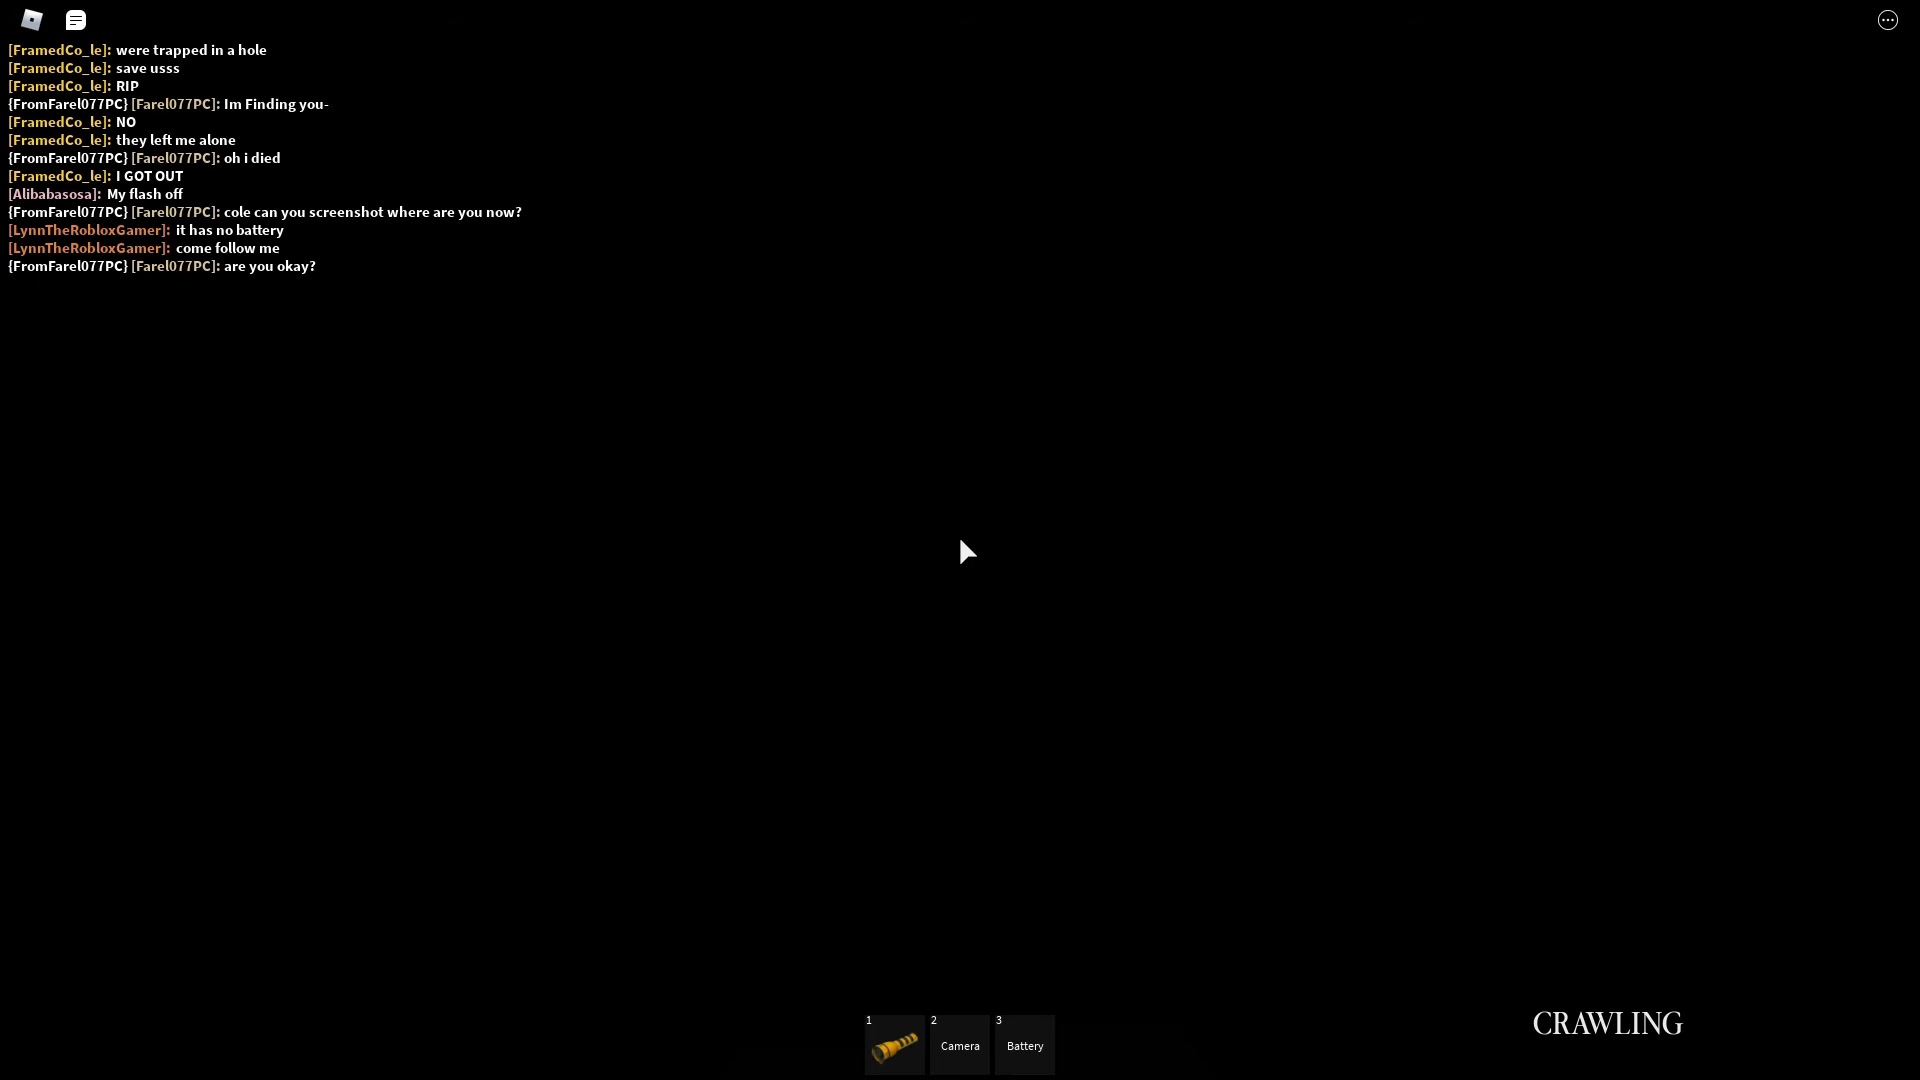 [FramedCo_le]: were trapped in a hole
[FramedCo_le]: save usss
[FramedCo_le]: RIP
{FromFarel077PC} [Farel077PC]: Im Finding you-
[FramedCo_le]: NO
[FramedCo_le]: they left me alone
{FromFarel077PC} [Farel077PC]: oh i died
[FramedCo_le]: I GOT OUT
[Alibabasosa]: My flash off
{FromFarel077PC} [Farel077PC]: cole can you screenshot where are you now?
[LynnTheRobloxGamer]: it has no battery
[LynnTheRobloxGamer]: come follow me
{FromFarel077PC} [Farel077PC]: are you okay?
CRAWLING
1 2 3
Camera Battery